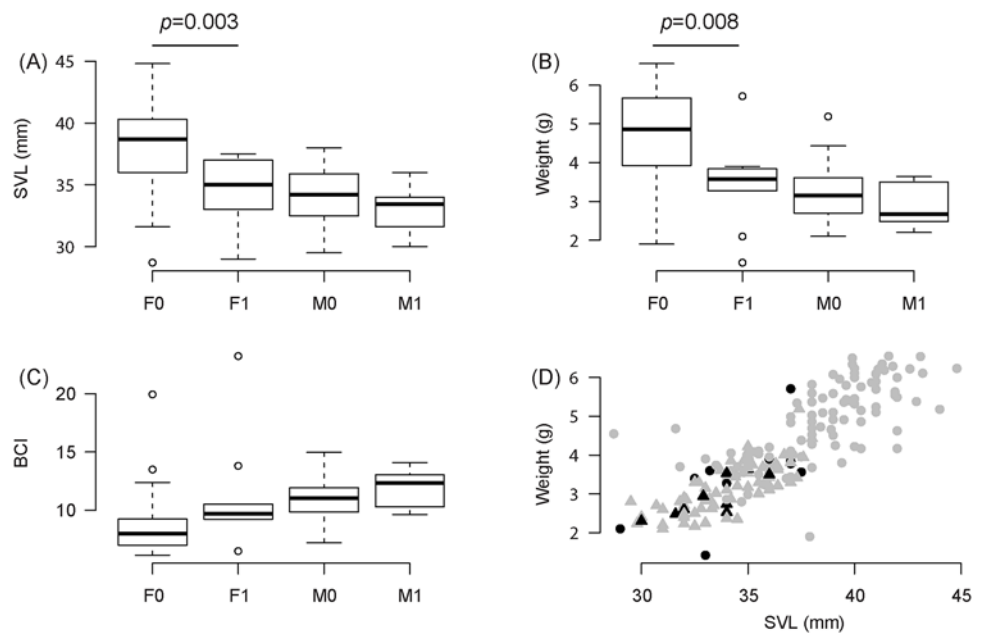 p=0.003
(A)
SVL (mm)
45
40
35
30
F0 F1 M0 M1
p=0.008
(B)
Weight (g)
6
5
4
3
2
F0 F1 M0 M1
(C)
BCI
20
15
10
F0 F1 M0 M1
(D)
Weight (g)
6
5
4
3
2
30 35 40 45
SVL (mm)